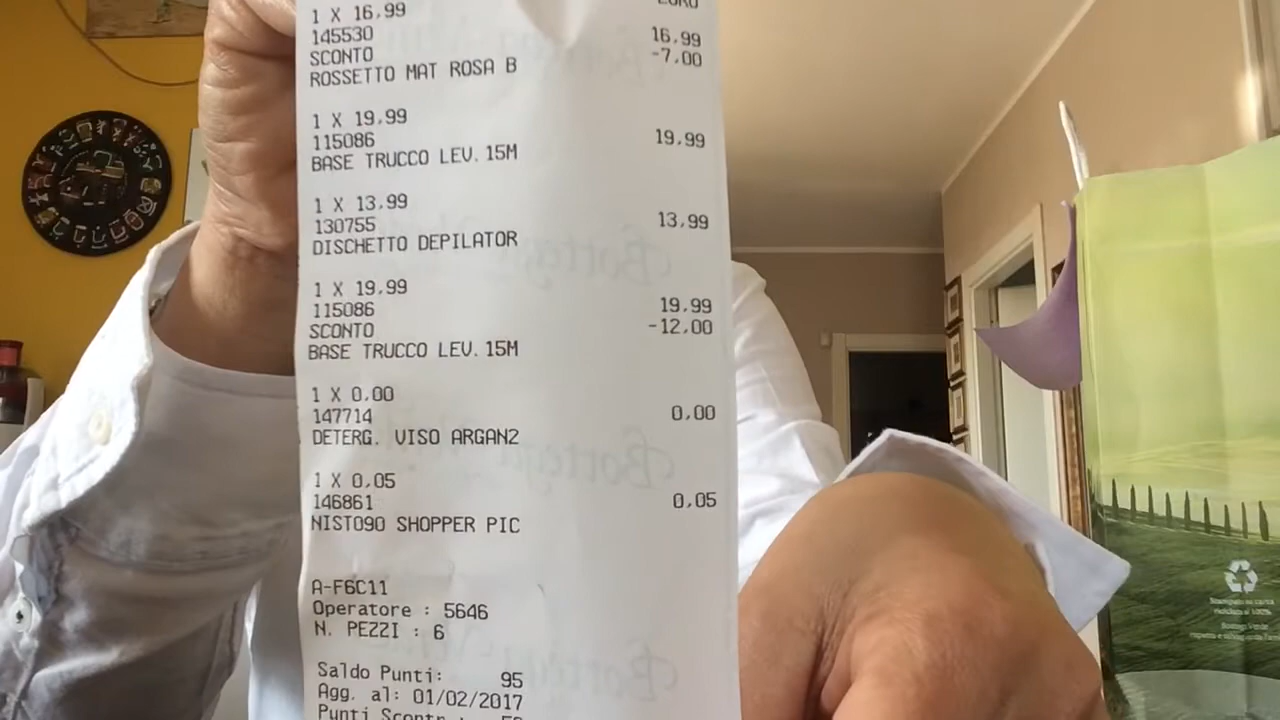 EURO
1 X 16,99
145530 16,99
SCONTO -7,00
ROSSETTO MAT ROSA B
1 X 19,99
115086 19,99
BASE TRUCCO LEV. 15M
1 X 13,99
130755 13,99
DISCHETTO DEPILATOR
1 X 19,99
115086 19,99
SCONTO -12,00
BASE TRUCCO LEV. 15M
1 X 0,00
147714 0,00
DETERG. VISO ARGAN2
1 X 0,05
146861 0,05
NIST090 SHOPPER PIC
A-F6C11
Operatore : 5646
N. PEZZI : 6
Saldo Punti: 95
Agg. al: 01/02/2017
Punti